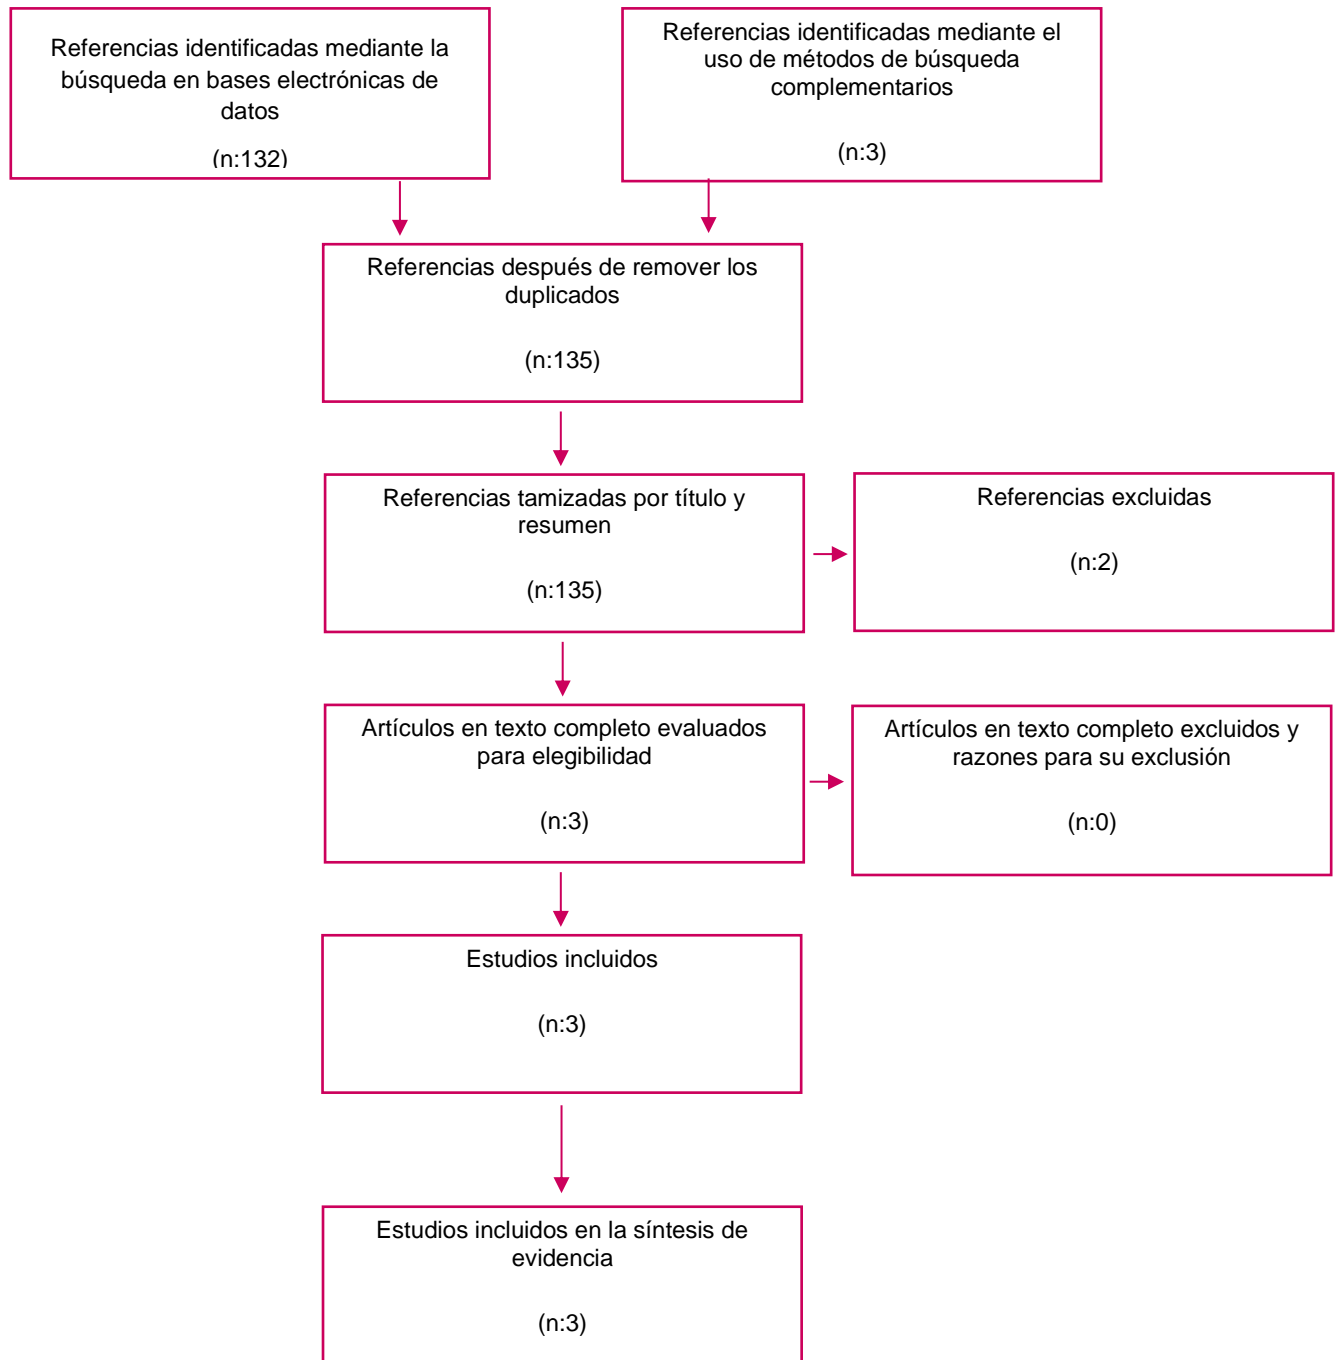 Referencias identificadas mediante la
búsqueda en bases electrónicas de
datos
(n:132)
Referencias identificadas mediante el
uso de métodos de búsqueda
complementarios
(n:3)
Referencias después de remover los
duplicados
(n:135)
Referencias tamizadas por título y
resumen
(n:135)
Referencias excluidas
(n:2)
Artículos en texto completo evaluados
para elegibilidad
(n:3)
Artículos en texto completo excluidos y
razones para su exclusión
(n:0)
Estudios incluidos
(n:3)
Estudios incluidos en la síntesis de
evidencia
(n:3)